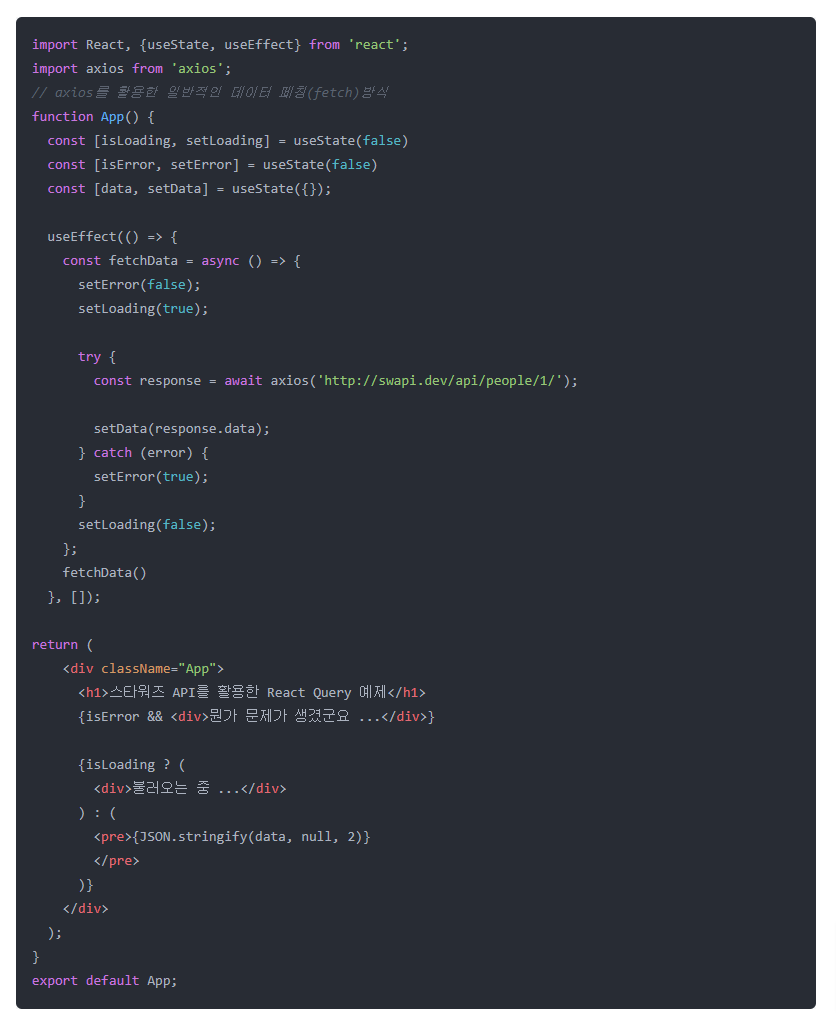 import React, {useState, useEffect} from 'react';
import axios from 'axios';
// axios를 활용한 일반적인 데이터 페칭(fetch)방식
function App() {
  const [isLoading, setLoading] = useState(false)
  const [isError, setError] = useState(false)
  const [data, setData] = useState({});

  useEffect(() => {
    const fetchData = async () => {
      setError(false);
      setLoading(true);

      try {
        const response = await axios('http://swapi.dev/api/people/1/');

        setData(response.data);
      } catch (error) {
        setError(true);
      }
      setLoading(false);
    };
    fetchData()
  }, []);

return (
    <div className="App">
      <h1>스타워즈 API를 활용한 React Query 예제</h1>
      {isError && <div>뭔가 문제가 생겼군요 ...</div>}

      {isLoading ? (
        <div>불러오는 중 ...</div>
      ) : (
        <pre>{JSON.stringify(data, null, 2)}
        </pre>
      )}
    </div>
  );
}
export default App;